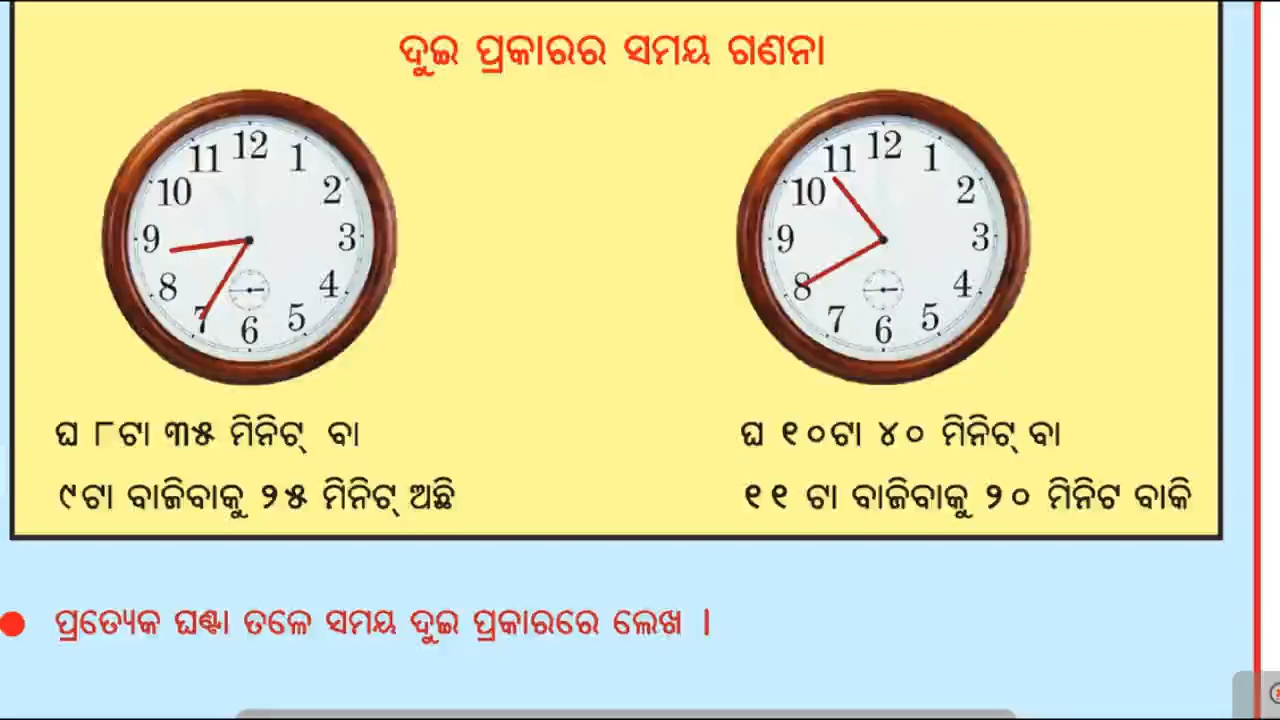 ଦୁଇ ପ୍ରକାରର ସମୟ ଗଣନା
12
11 1
10 2
9 3
8 4
7 5
6
12
11 1
10 2
9 3
8 4
7 5
6
ଘ ୮ଟା ୩୫ ମିନିଟ୍ ବା
୯ଟା ବାଜିବାକୁ ୨୫ ମିନିଟ୍ ଅଛି
ଘ ୧୦ଟା ୪୦ ମିନିଟ୍ ବା
୧୧ ଟା ବାଜିବାକୁ ୨୦ ମିନିଟ ବାକି
ପ୍ରତ୍ୟେକ ଘଣ୍ଟା ତଳେ ସମୟ ଦୁଇ ପ୍ରକାରରେ ଲେଖ ।